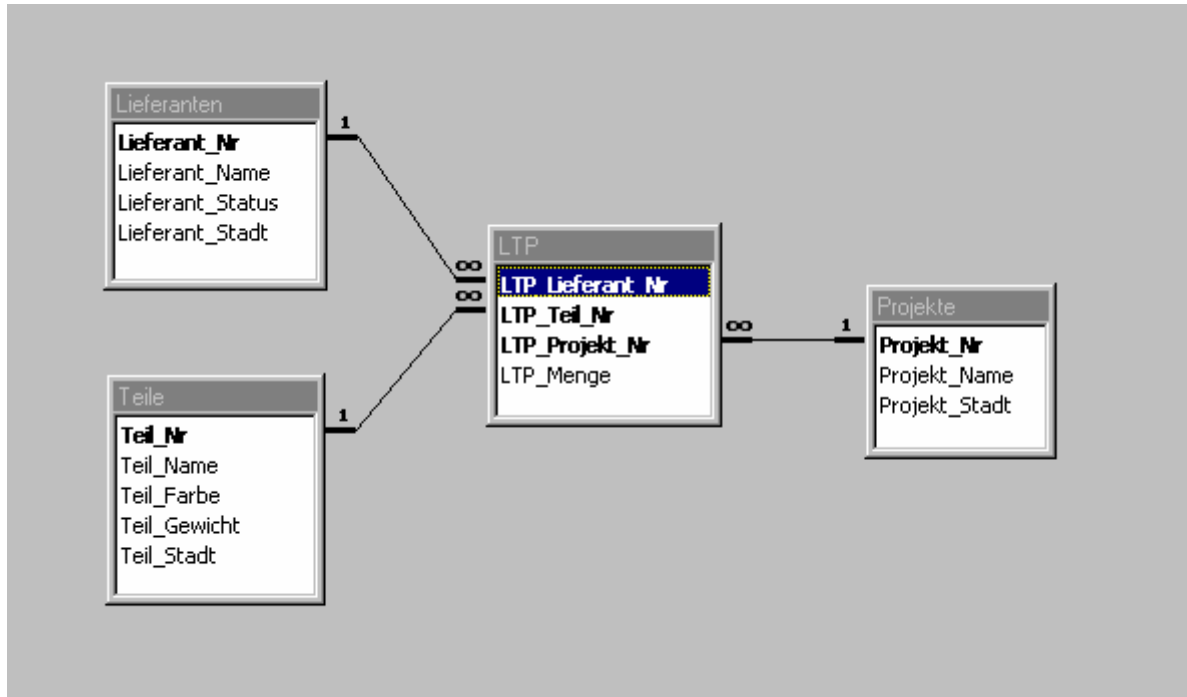 Lieferanten
Lieferant_Nr
Lieferant_Name
Lieferant_Status
Lieferant_Stadt
1
∞
∞
LTP
LTP_Lieferant_Nr
LTP_Teil_Nr
LTP_Projekt_Nr
LTP_Menge
∞
1
Projekte
Projekt_Nr
Projekt_Name
Projekt_Stadt
Teile
Teil_Nr
Teil_Name
Teil_Farbe
Teil_Gewicht
Teil_Stadt
1